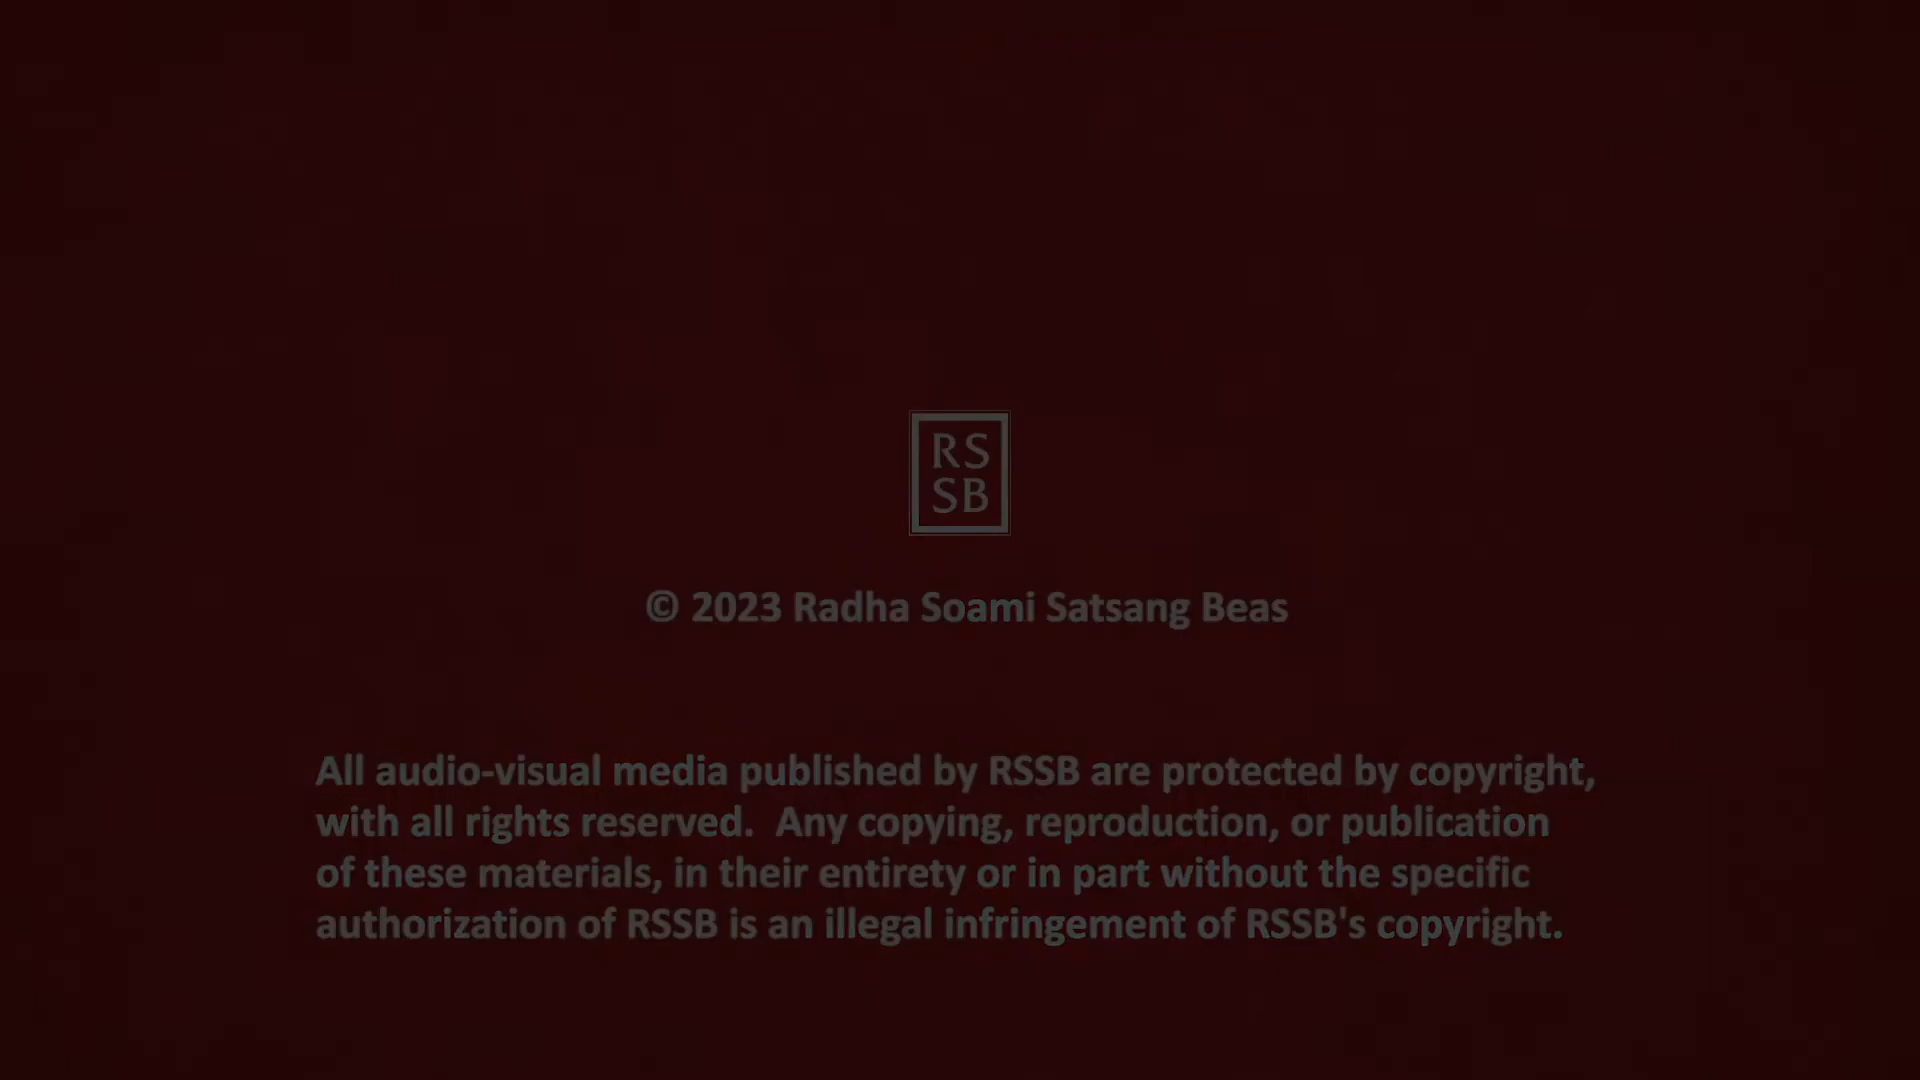 RS
SB
© 2023 Radha Soami Satsang Beas
All audio-visual media published by RSSB are protected by copyright,
with all rights reserved.  Any copying, reproduction, or publication
of these materials, in their entirety or in part without the specific
authorization of RSSB is an illegal infringement of RSSB's copyright.